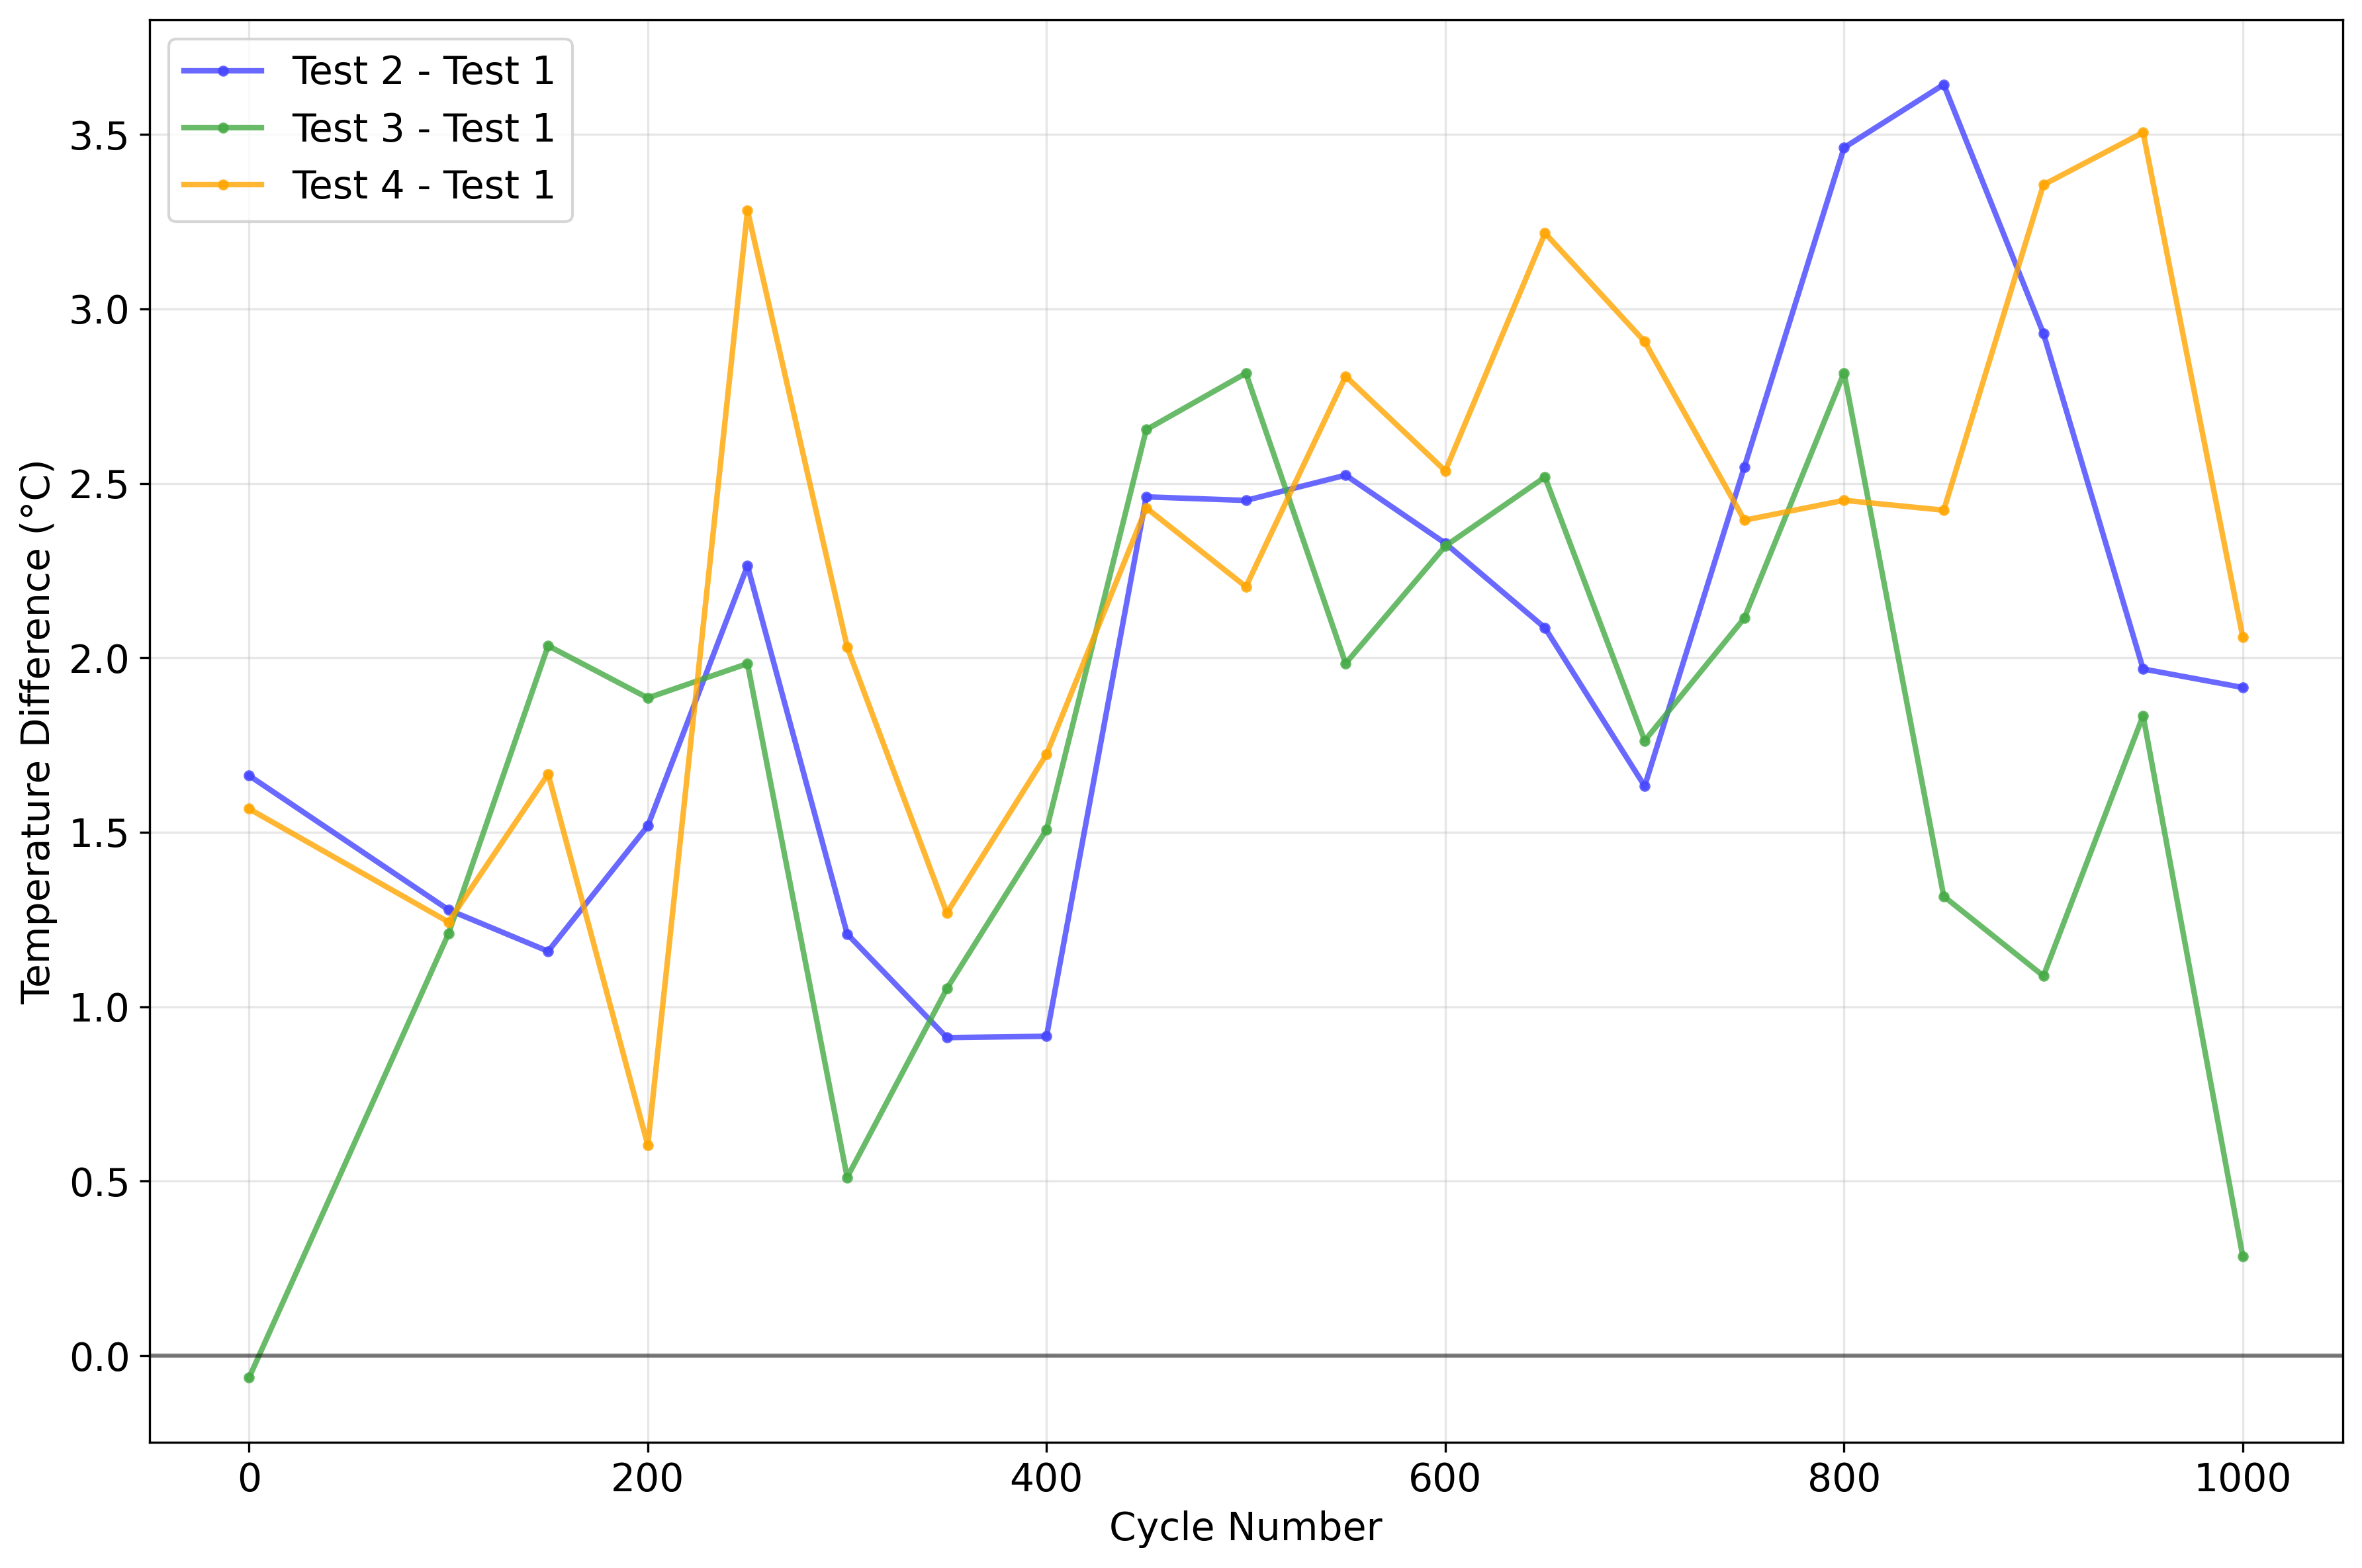 Test 2 - Test 1
Test 3 - Test 1
Test 4 - Test 1
Temperature Difference (°C)
3.5
3.0
2.5
2.0
1.5
1.0
0.5
0.0
0 200 400 600 800 1000
Cycle Number